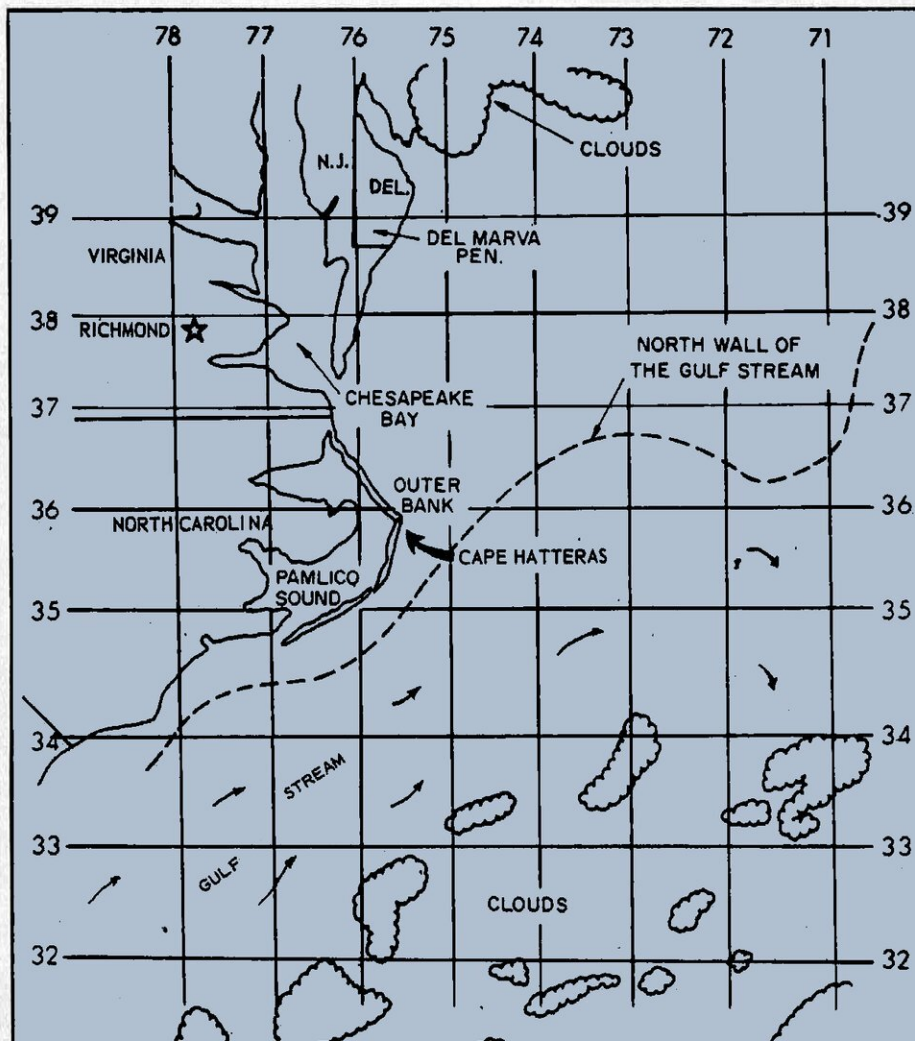 78 77 76 75 74 73 72 71
CLOUDS
N.J.
DEL.
39 39
DEL MARVA
PEN.
VIRGINIA
38 38
RICHMOND
NORTH WALL OF
THE GULF STREAM
CHESAPEAKE
BAY
37 37
OUTER
BANK
36 36
NORTH CAROLINA
CAPE HATTERAS
PAMLICO
SOUND
35 35
34 34
STREAM
33 33
GULF
CLOUDS
32 32